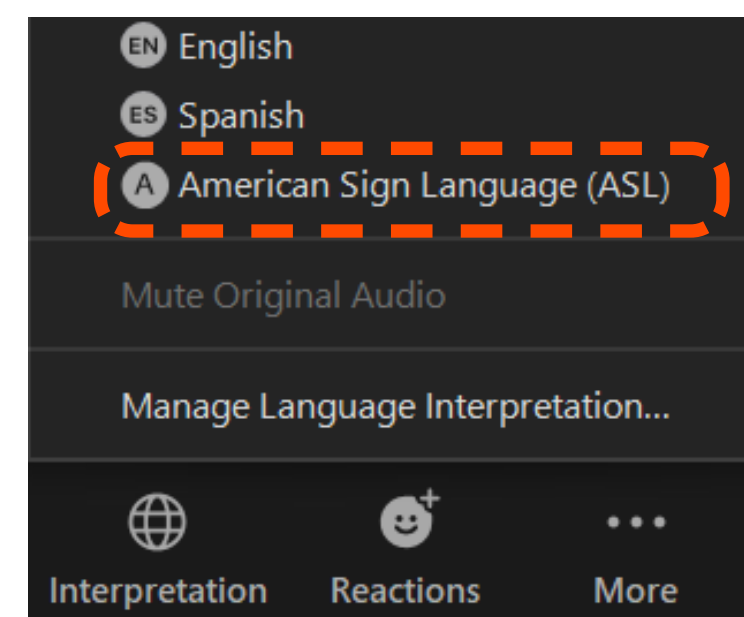 EN English
ES Spanish
A American Sign Language (ASL)
Mute Original Audio
Manage Language Interpretation...
Interpretation Reactions More